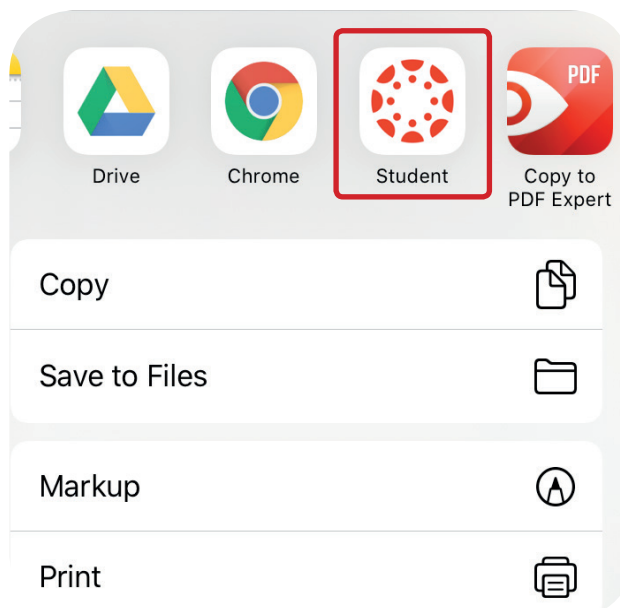 PDF
Drive
Chrome
Student
Copy to
PDF Expert
Copy
Save to Files
Markup
Print